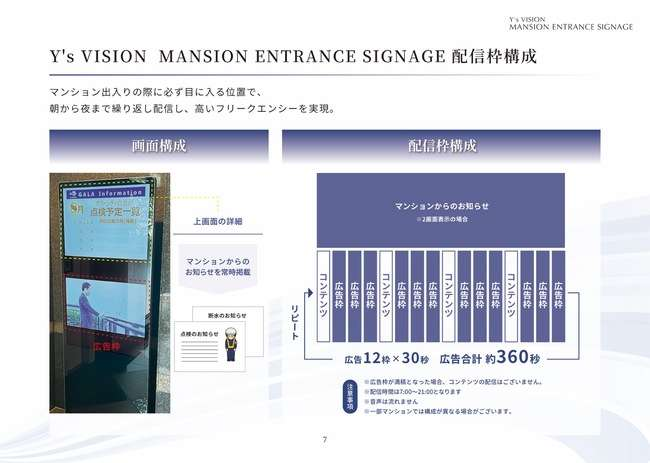 Y's VISION
MANSION ENTRANCE SIGNAGE
Y's VISION MANSION ENTRANCE SIGNAGE 配信枠構成
マンション出入りの際に必ず目に入る位置で、
朝から夜まで繰り返し配信し、高いフリークエンシーを実現。
画面構成
GALA Information
点検予定一覧
広告枠
上画面の詳細
マンションからの
お知らせを常時掲載
断水のお知らせ
点検のお知らせ
配信枠構成
マンションからのお知らせ
※2画面表示の場合
コンテンツ
広告枠
広告枠
広告枠
コンテンツ
広告枠
広告枠
広告枠
コンテンツ
広告枠
広告枠
広告枠
コンテンツ
広告枠
広告枠
広告枠
リピート
広告12枠×30秒 広告合計 約360秒
注意事項
※広告枠が満稿となった場合、コンテンツの配信はございません。
※配信時間は7:00～21:00となります
※音声は流れません
※一部マンションでは構成が異なる場合がございます。
7